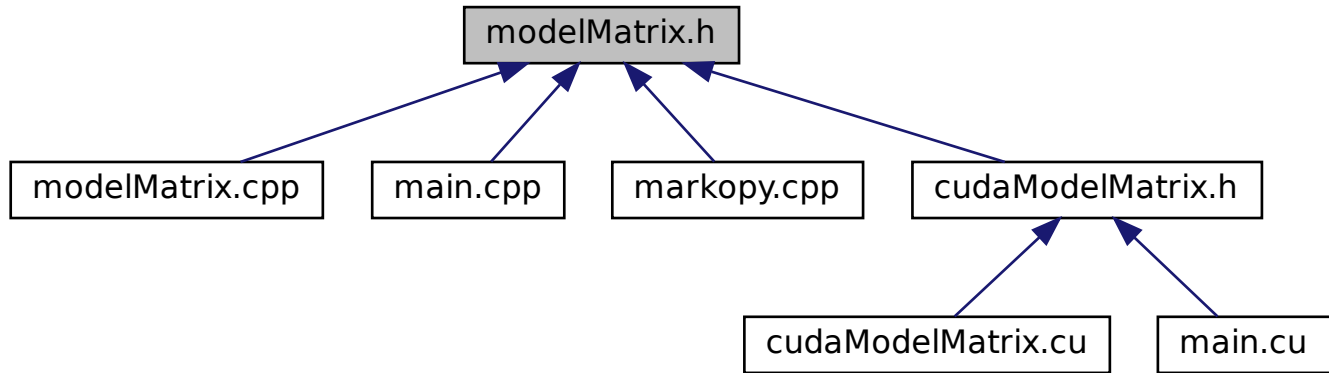 modelMatrix.h
modelMatrix.cpp
main.cpp
markopy.cpp
cudaModelMatrix.h
cudaModelMatrix.cu
main.cu